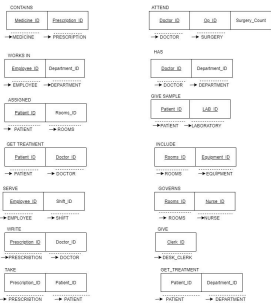 CONTAINS
Medicine_ID Prescription_ID
MEDICINE PRESCRIPTION
WORKS IN
Employee_ID Department_ID
EMPLOYEE DEPARTMENT
ASSIGNED
Patient_ID Rooms_ID
PATIENT ROOMS
GET TREATMENT
Patient_ID Doctor_ID
PATIENT DOCTOR
SERVE
Employee_ID Shift_ID
EMPLOYEE SHIFT
WRITE
Prescription_ID Doctor_ID
PRESCRIBTION DOCTOR
TAKE
Prescription_ID Patient_ID
PRESCRISTION PATIENT
ATTEND
Doctor_ID Op_ID Surgery_Count
DOCTOR SURGERY
HAS
Doctor_ID Department_ID
DOCTOR DEPARTMENT
GIVE SAMPLE
Patient_ID LAB_ID
PATIENT LABORATORY
INCLUDE
Rooms_ID Equipment_ID
ROOMS EQUIPMENT
GOVERNS
Rooms_ID Nurse_ID
ROOMS NURSE
GIVE
Clerk_ID
DESK_CLERK
GET_TREATMENT
Patient_ID Department_ID
PATIENT DEPARTMENT